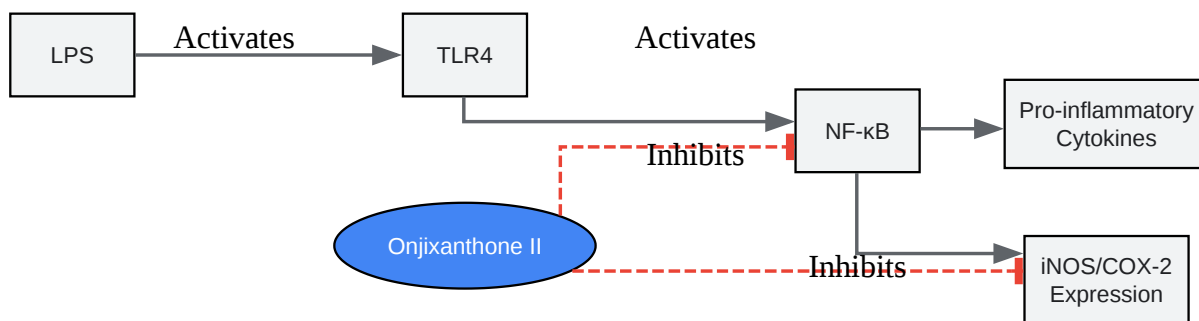 LPS
Activates
TLR4
Activates
NF-κB
Pro-inflammatory
Cytokines
Inhibits
Onjixanthone II
Inhibits
iNOS/COX-2
Expression